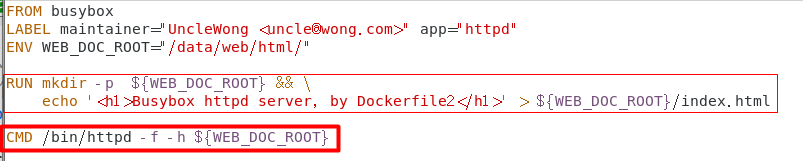 FROM busybox
LABEL maintainer="UncleWong <uncle@wong.com>" app="httpd"
ENV WEB_DOC_ROOT="/data/web/html/"
RUN mkdir -p  ${WEB_DOC_ROOT} && \
    echo '<h1>Busybox httpd server, by Dockerfile2</h1>' > ${WEB_DOC_ROOT}/index.html
CMD /bin/httpd -f -h ${WEB_DOC_ROOT}